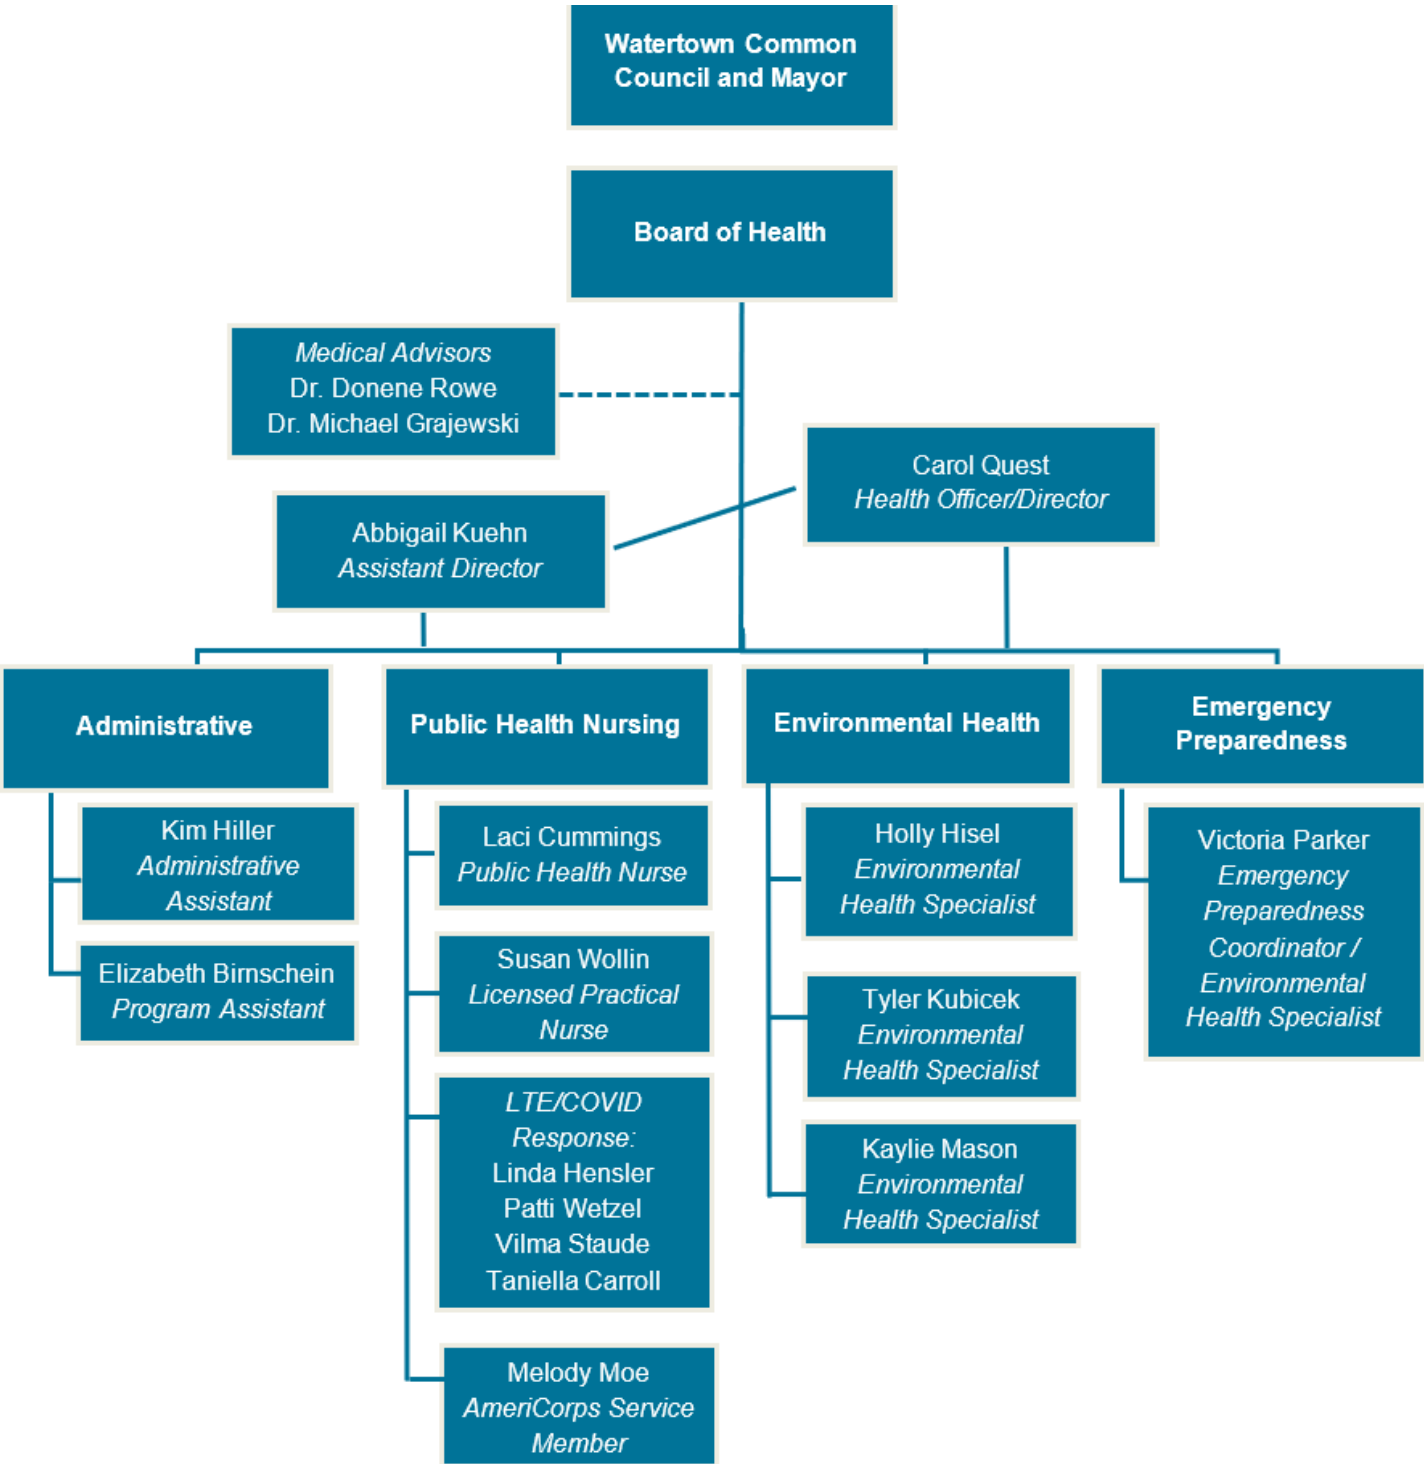 Watertown Common
Council and Mayor
Board of Health
Medical Advisors
Dr. Donene Rowe
Dr. Michael Grajewski
Carol Quest
Health Officer/Director
Abbigail Kuehn
Assistant Director
Administrative
Kim Hiller
Administrative
Assistant
Elizabeth Birnschein
Program Assistant
Public Health Nursing
Laci Cummings
Public Health Nurse
Susan Wollin
Licensed Practical
Nurse
LTE/COVID
Response:
Linda Hensler
Patti Wetzel
Vilma Staude
Taniella Carroll
Melody Moe
AmeriCorps Service
Member
Environmental Health
Holly Hisel
Environmental
Health Specialist
Tyler Kubicek
Environmental
Health Specialist
Kaylie Mason
Environmental
Health Specialist
Emergency
Preparedness
Victoria Parker
Emergency
Preparedness
Coordinator /
Environmental
Health Specialist